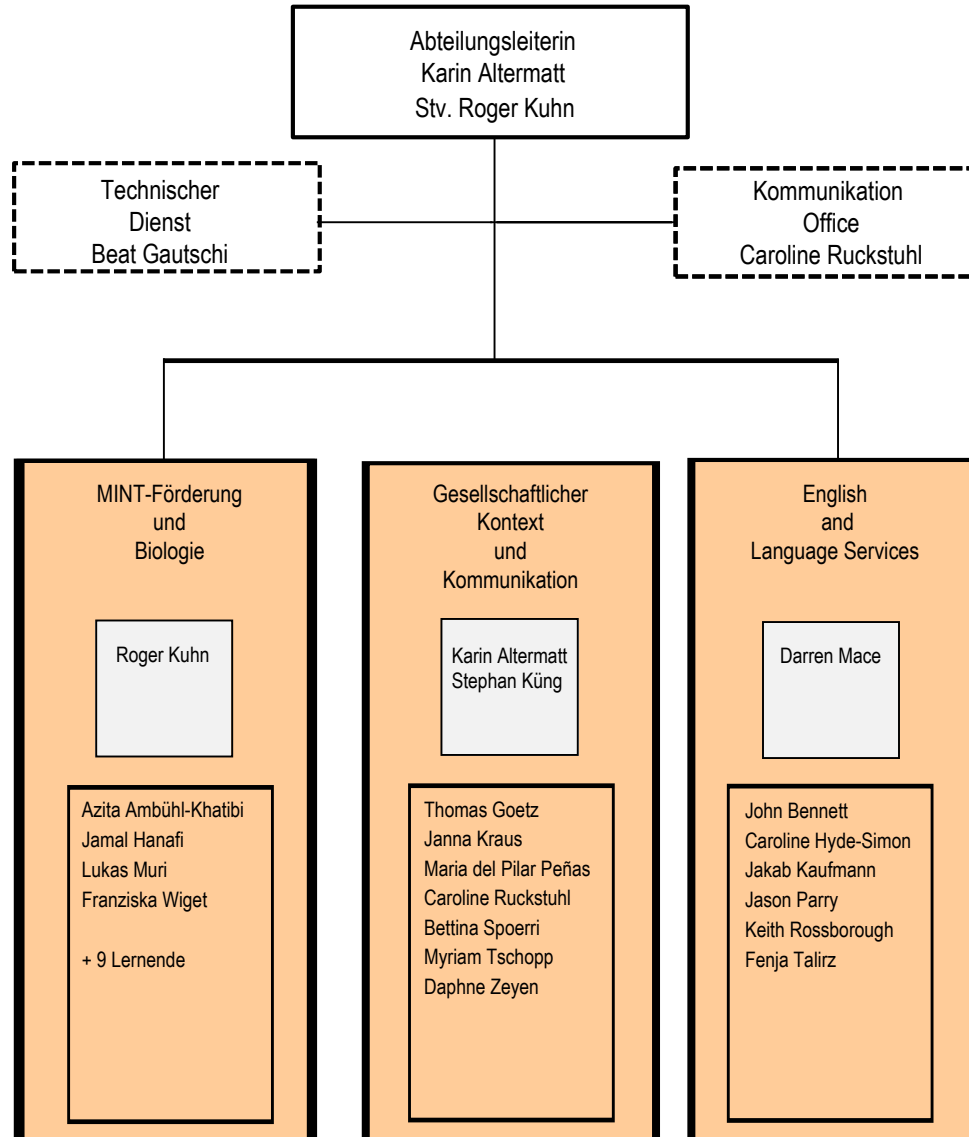 Abteilungsleiterin
Karin Altermatt
Stv. Roger Kuhn
Technischer
Dienst
Beat Gautschi
Kommunikation
Office
Caroline Ruckstuhl
MINT-Förderung
und
Biologie
Roger Kuhn
Azita Ambühl-Khatibi
Jamal Hanafi
Lukas Muri
Franziska Wiget
+ 9 Lernende
Gesellschaftlicher
Kontext
und
Kommunikation
Karin Altermatt
Stephan Küng
Thomas Goetz
Janna Kraus
Maria del Pilar Peñas
Caroline Ruckstuhl
Bettina Spoerri
Myriam Tschopp
Daphne Zeyen
English
and
Language Services
Darren Mace
John Bennett
Caroline Hyde-Simon
Jakab Kaufmann
Jason Parry
Keith Rossborough
Fenja Talirz